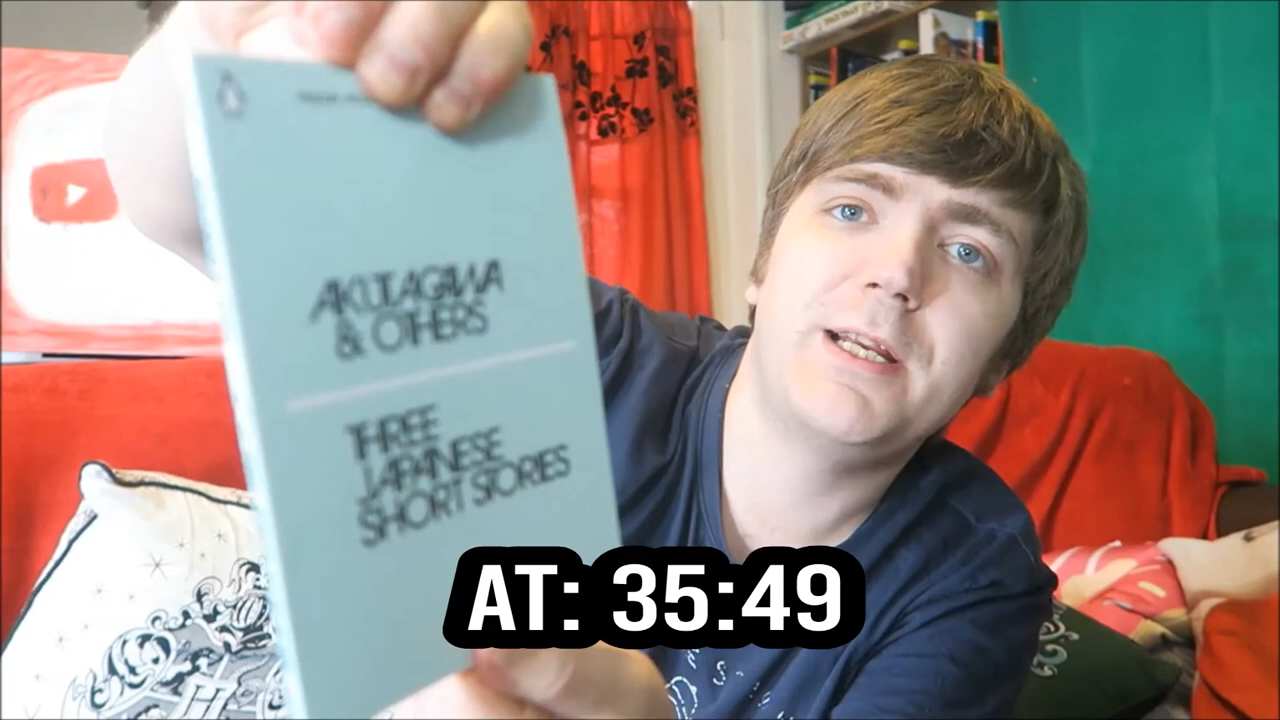 AKUTAGAWA
& OTHERS
THREE
JAPANESE
SHORT STORIES
AT: 35:49